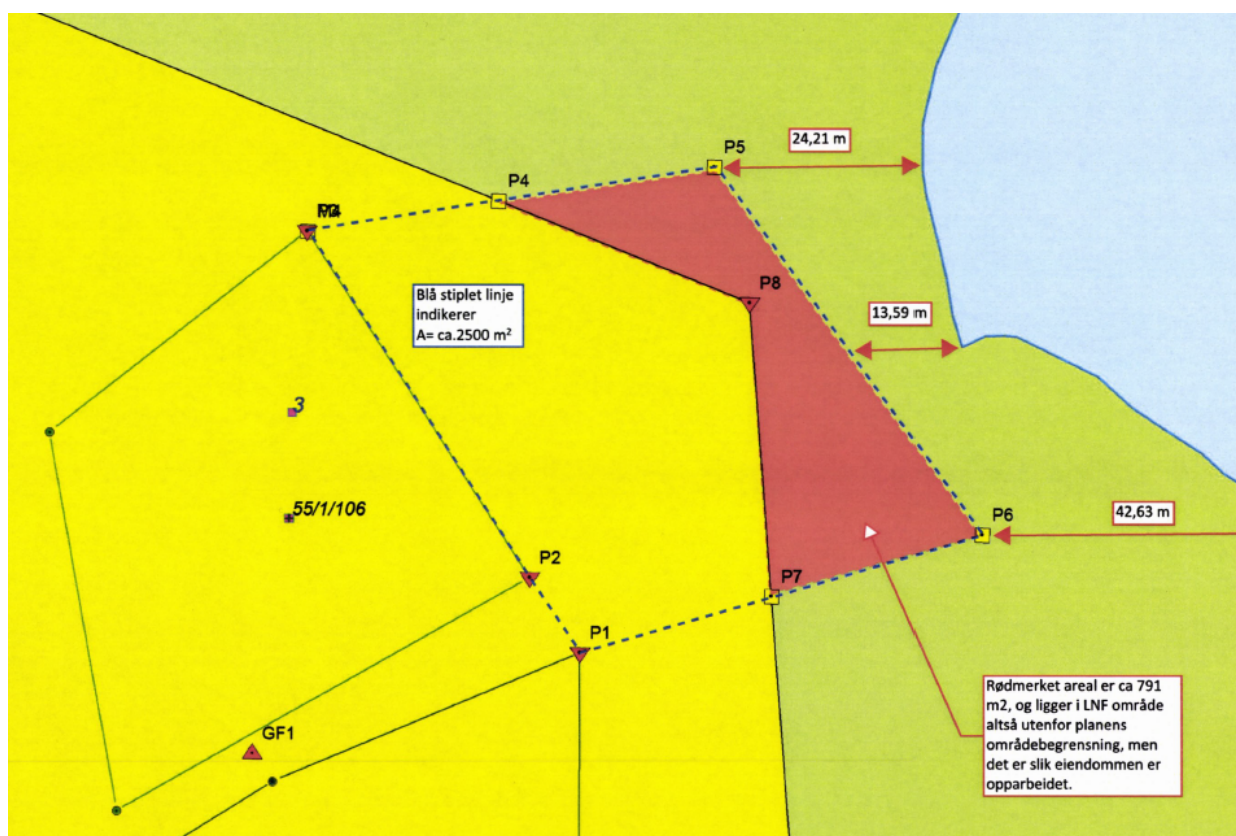 24,21 m
P5
P4
P8
Blå stiplet linje
indikerer
A= ca.2500 m²
13,59 m
3
55/1/106
P6
42,63 m
P2
P7
P1
GF1
Rødmerket areal er ca 791
m2, og ligger i LNF område
altså utenfor planens
områdebegrensning, men
det er slik eiendommen er
opparbeidet.